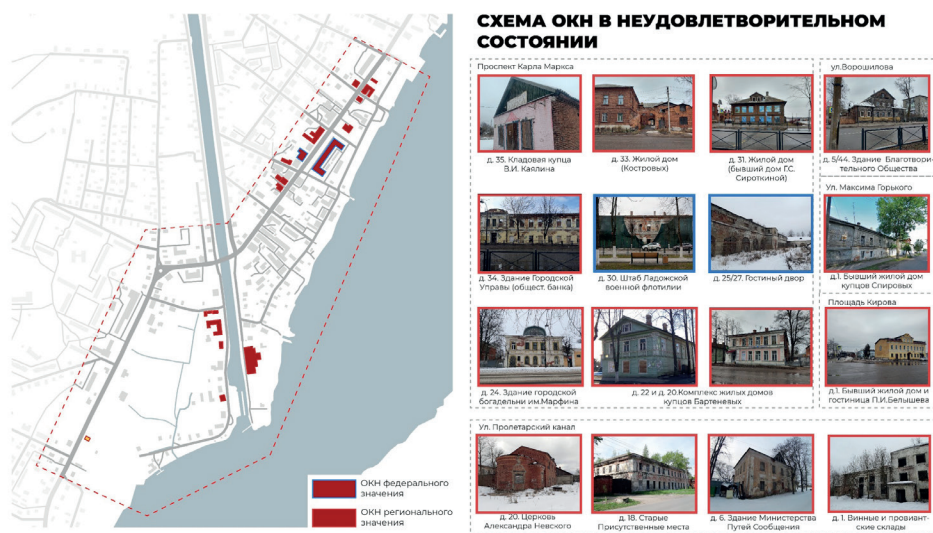 СХЕМА ОКН В НЕУДОВЛЕТВОРИТЕЛЬНОМ
СОСТОЯНИИ
Проспект Карла Маркса
д. 35. Кладовая купца
В.И. Каялина
д. 33. Жилой дом
(Костровых)
д. 31. Жилой дом
(бывший дом Г.С.
Сироткиной)
ул.Ворошилова
д. 5/44. Здание Благотвори-
тельного Общества
д. 34. Здание Городской
Управы (общест. банка)
д. 30. Штаб Ладожской
военной флотилии
д. 25/27. Гостиный двор
Ул. Максима Горького
д.1. Бывший жилой дом
купцов Спировых
д. 24. Здание городской
богадельни им.Марфина
д. 22 и д. 20.Комплекс жилых домов
купцов Бартеневых
Площадь Кирова
д.1. Бывший жилой дом и
гостиница П.И.Белышева
Ул. Пролетарский канал
д. 20. Церковь
Александра Невского
д. 18. Старые
Присутственные места
д. 6. Здание Министерства
Путей Сообщения
д. 1. Винные и провиант-
ские склады
ОКН федерального
значения
ОКН регионального
значения